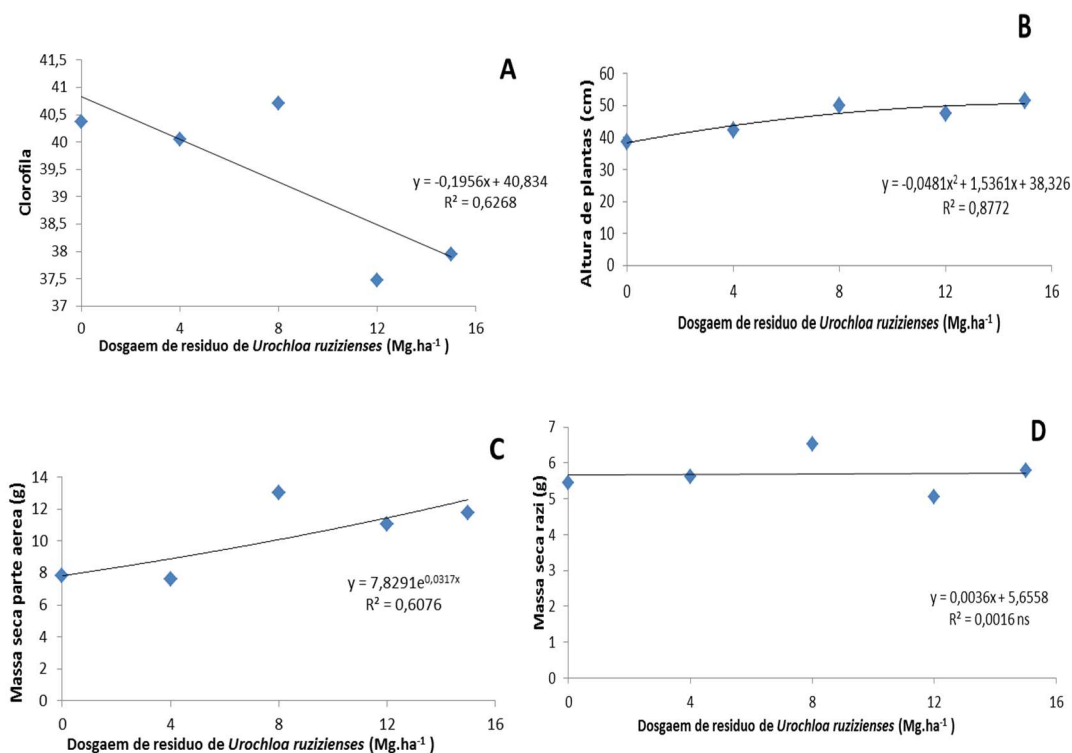 A
Clorofila
41,5
41
40,5
40
39,5
39
38,5
38
37,5
37
0 4 8 12 16
y = -0,1956x + 40,834
R² = 0,6268
Dosgaem de residuo de Urochloa ruzizienses (Mg.ha⁻¹)
B
Altura de plantas (cm)
60
50
40
30
20
10
0
0 4 8 12 16
y = -0,0481x² + 1,5361x + 38,326
R² = 0,8772
Dosgaem de residuo de Urochloa ruzizienses (Mg.ha⁻¹)
C
Massa seca parte aerea (g)
14
12
10
8
6
4
2
0
0 4 8 12 16
y = 7,8291e⁰,⁰³¹⁷ˣ
R² = 0,6076
Dosgaem de residuo de Urochloa ruzizienses (Mg.ha⁻¹)
D
Massa seca razi (g)
7
6
5
4
3
2
1
0
0 4 8 12 16
y = 0,0036x + 5,6558
R² = 0,0016 ns
Dosgaem de residuo de Urochloa ruzizienses (Mg.ha⁻¹)